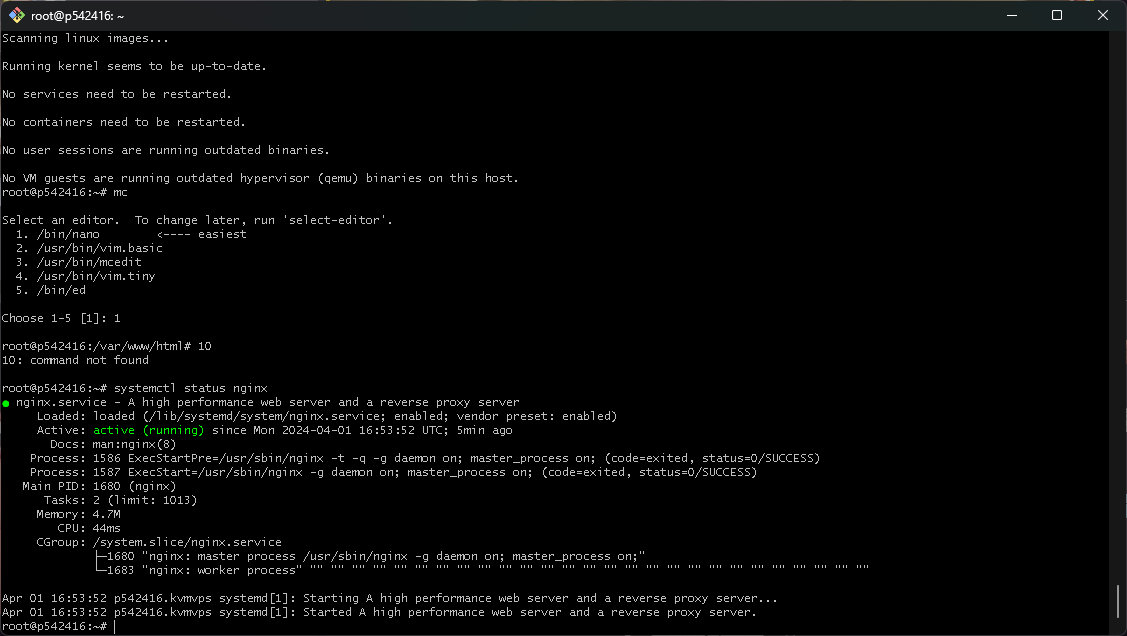 root@p542416: ~
Scanning linux images...
Running kernel seems to be up-to-date.
No services need to be restarted.
No containers need to be restarted.
No user sessions are running outdated binaries.
No VM guests are running outdated hypervisor (qemu) binaries on this host.
root@p542416:~# mc
Select an editor.  To change later, run 'select-editor'.
  1. /bin/nano        <---- easiest
  2. /usr/bin/vim.basic
  3. /usr/bin/mcedit
  4. /usr/bin/vim.tiny
  5. /bin/ed
Choose 1-5 [1]: 1
root@p542416:/var/www/html# 10
10: command not found
root@p542416:~# systemctl status nginx
● nginx.service - A high performance web server and a reverse proxy server
     Loaded: loaded (/lib/systemd/system/nginx.service; enabled; vendor preset: enabled)
     Active: active (running) since Mon 2024-04-01 16:53:52 UTC; 5min ago
       Docs: man:nginx(8)
    Process: 1586 ExecStartPre=/usr/sbin/nginx -t -q -g daemon on; master_process on; (code=exited, status=0/SUCCESS)
    Process: 1587 ExecStart=/usr/sbin/nginx -g daemon on; master_process on; (code=exited, status=0/SUCCESS)
   Main PID: 1680 (nginx)
      Tasks: 2 (limit: 1013)
     Memory: 4.7M
        CPU: 44ms
     CGroup: /system.slice/nginx.service
             ├─1680 "nginx: master process /usr/sbin/nginx -g daemon on; master_process on;"
             └─1683 "nginx: worker process" "" "" "" "" "" "" "" "" "" "" "" "" "" "" "" "" "" "" "" "" "" "" "" "" "" "" ""
Apr 01 16:53:52 p542416.kvmvps systemd[1]: Starting A high performance web server and a reverse proxy server...
Apr 01 16:53:52 p542416.kvmvps systemd[1]: Started A high performance web server and a reverse proxy server.
root@p542416:~#